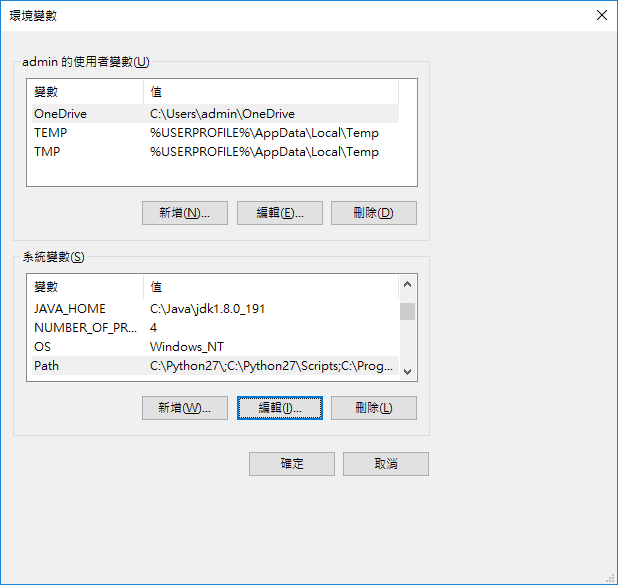 環境變數
admin 的使用者變數(U)
變數 值
OneDrive C:\Users\admin\OneDrive
TEMP %USERPROFILE%\AppData\Local\Temp
TMP %USERPROFILE%\AppData\Local\Temp
新增(N)... 編輯(E)... 刪除(D)
系統變數(S)
變數 值
JAVA_HOME C:\Java\jdk1.8.0_191
NUMBER_OF_PR... 4
OS Windows_NT
Path C:\Python27\;C:\Python27\Scripts;C:\Prog...
新增(W)... 編輯(I)... 刪除(L)
確定 取消